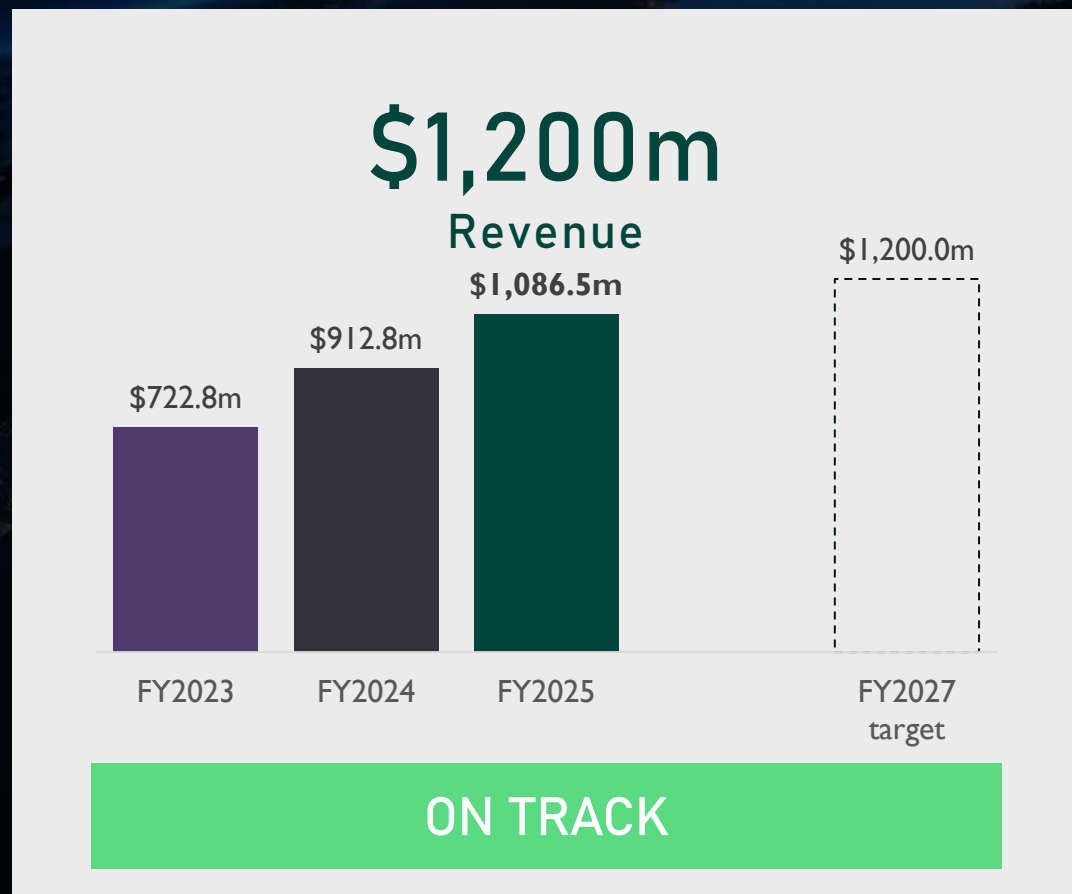 $1,200m
Revenue
$1,200.0m
$1,086.5m
$912.8m
$722.8m
FY2023
FY2024
FY2025
FY2027
target
ON TRACK